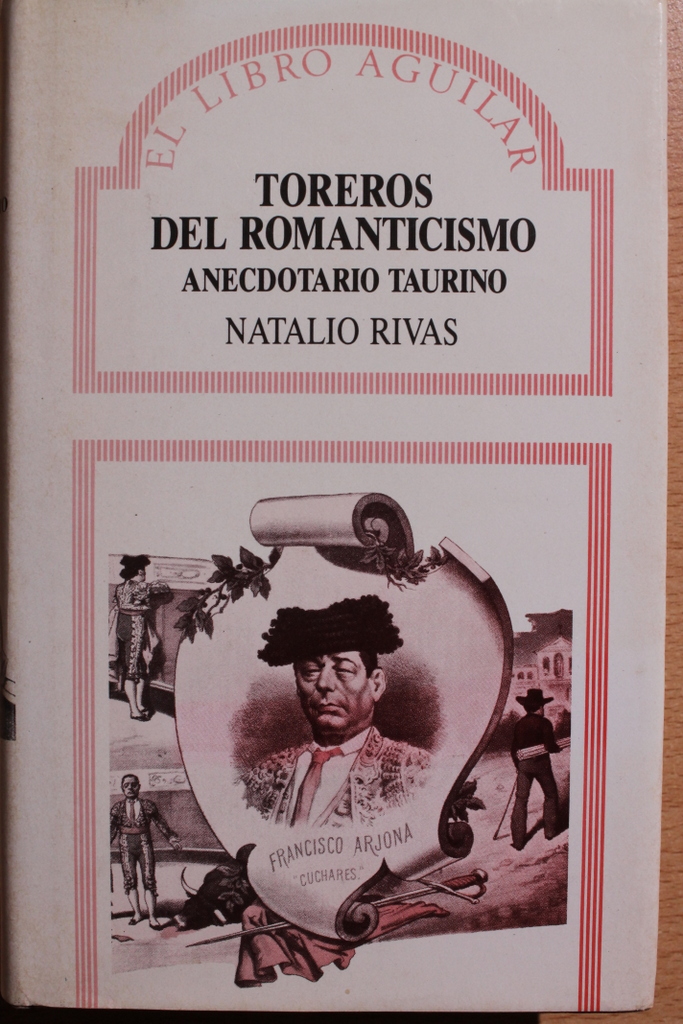 EL LIBRO AGUILAR
TOREROS
DEL ROMANTICISMO
ANECDOTARIO TAURINO
NATALIO RIVAS
FRANCISCO ARJONA
"CUCHARES."